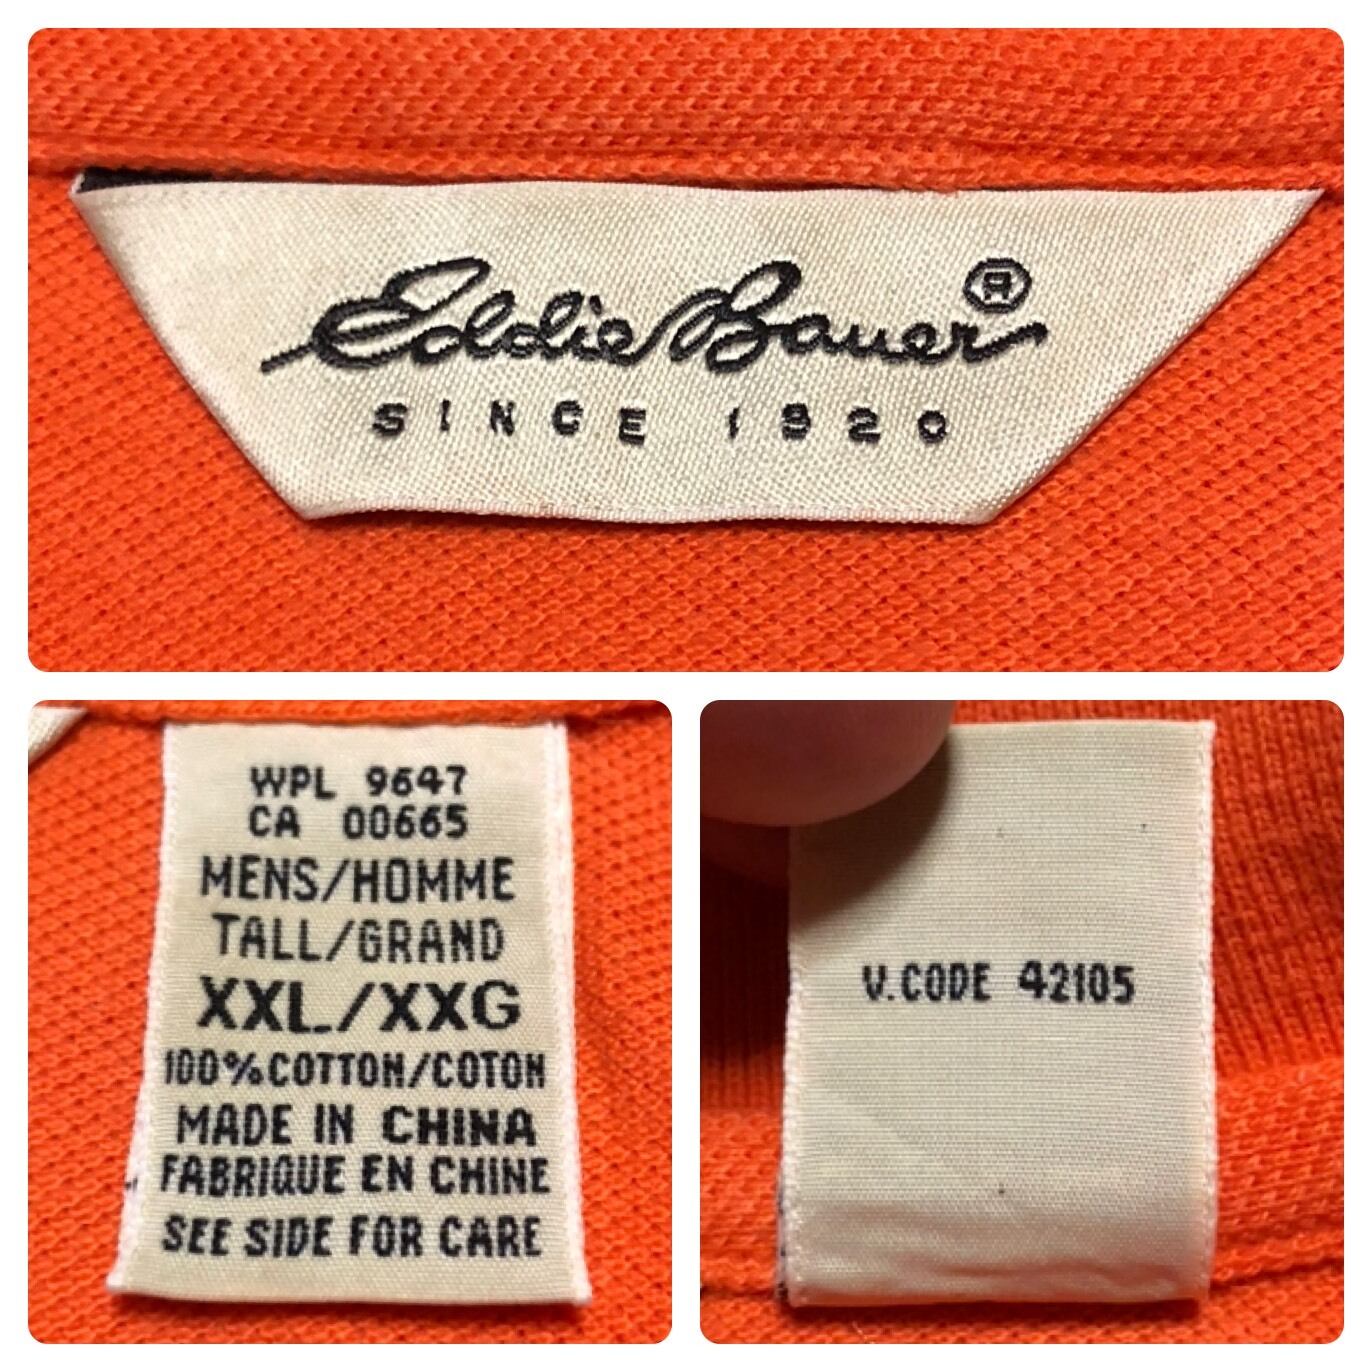 Eddie Bauer®
SINCE 1920
WPL 9647
CA 00665
MENS/HOMME
TALL/GRAND
XXL/XXG
100% COTTON/COTON
MADE IN CHINA
FABRIQUE EN CHINE
SEE SIDE FOR CARE
V.CODE 42105